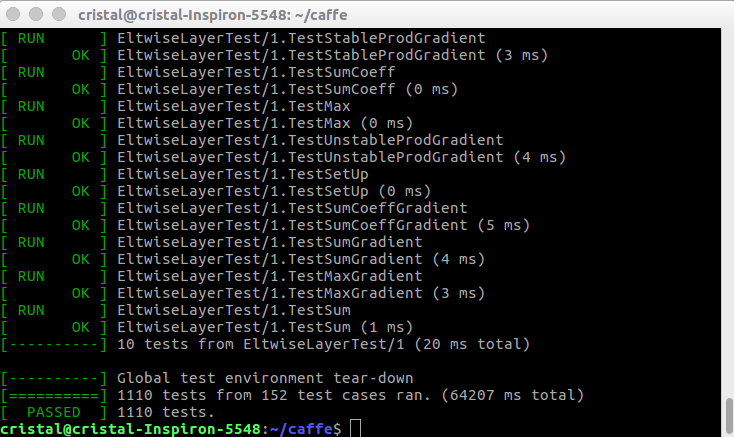 cristal@cristal-Inspiron-5548: ~/caffe
[ RUN      ] EltwiseLayerTest/1.TestStableProdGradient
[       OK ] EltwiseLayerTest/1.TestStableProdGradient (3 ms)
[ RUN      ] EltwiseLayerTest/1.TestSumCoeff
[       OK ] EltwiseLayerTest/1.TestSumCoeff (0 ms)
[ RUN      ] EltwiseLayerTest/1.TestMax
[       OK ] EltwiseLayerTest/1.TestMax (0 ms)
[ RUN      ] EltwiseLayerTest/1.TestUnstableProdGradient
[       OK ] EltwiseLayerTest/1.TestUnstableProdGradient (4 ms)
[ RUN      ] EltwiseLayerTest/1.TestSetUp
[       OK ] EltwiseLayerTest/1.TestSetUp (0 ms)
[ RUN      ] EltwiseLayerTest/1.TestSumCoeffGradient
[       OK ] EltwiseLayerTest/1.TestSumCoeffGradient (5 ms)
[ RUN      ] EltwiseLayerTest/1.TestSumGradient
[       OK ] EltwiseLayerTest/1.TestSumGradient (4 ms)
[ RUN      ] EltwiseLayerTest/1.TestMaxGradient
[       OK ] EltwiseLayerTest/1.TestMaxGradient (3 ms)
[ RUN      ] EltwiseLayerTest/1.TestSum
[       OK ] EltwiseLayerTest/1.TestSum (1 ms)
[----------] 10 tests from EltwiseLayerTest/1 (20 ms total)
[----------] Global test environment tear-down
[==========] 1110 tests from 152 test cases ran. (64207 ms total)
[  PASSED  ] 1110 tests.
cristal@cristal-Inspiron-5548:~/caffe$